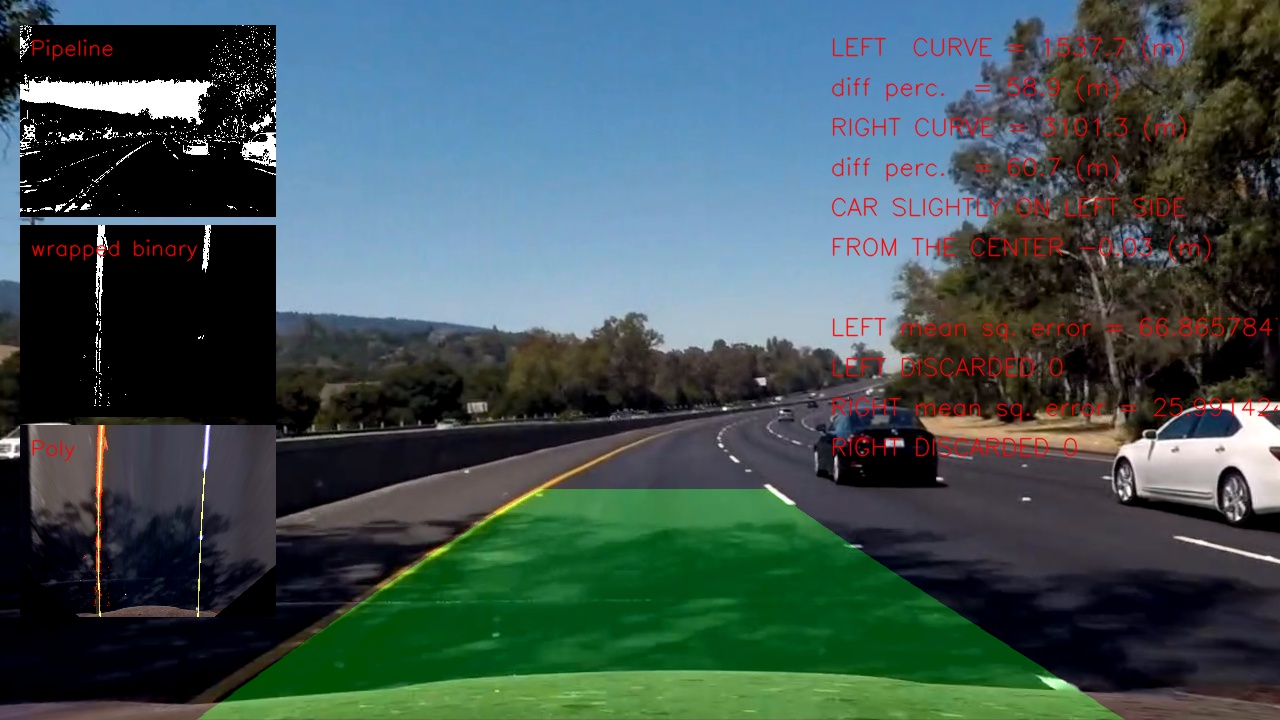 Pipeline
wrapped binary
Poly
LEFT CURVE = 1537.7 (m)
diff perc. = 58.9 (m)
RIGHT CURVE = 3101.3 (m)
diff perc. = 60.7 (m)
CAR SLIGHTLY ON LEFT SIDE
FROM THE CENTER -0.03 (m)
LEFT mean sq. error = 66.865784
LEFT DISCARDED 0
RIGHT mean sq. error = 25.991424
RIGHT DISCARDED 0